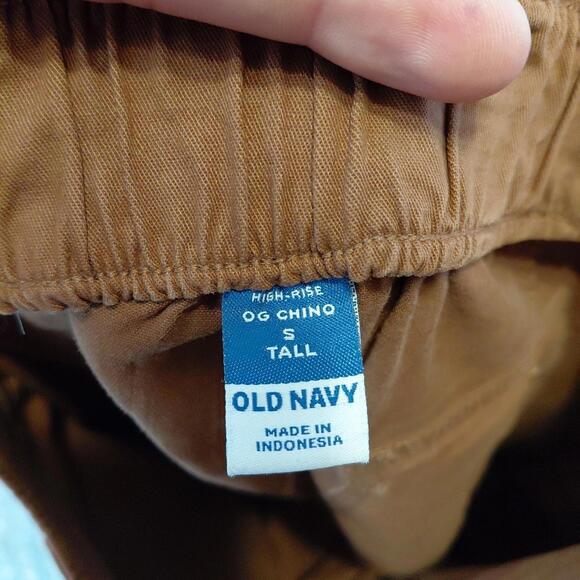 HIGH-RISE
OG CHINO
S
TALL
OLD NAVY
MADE IN
INDONESIA